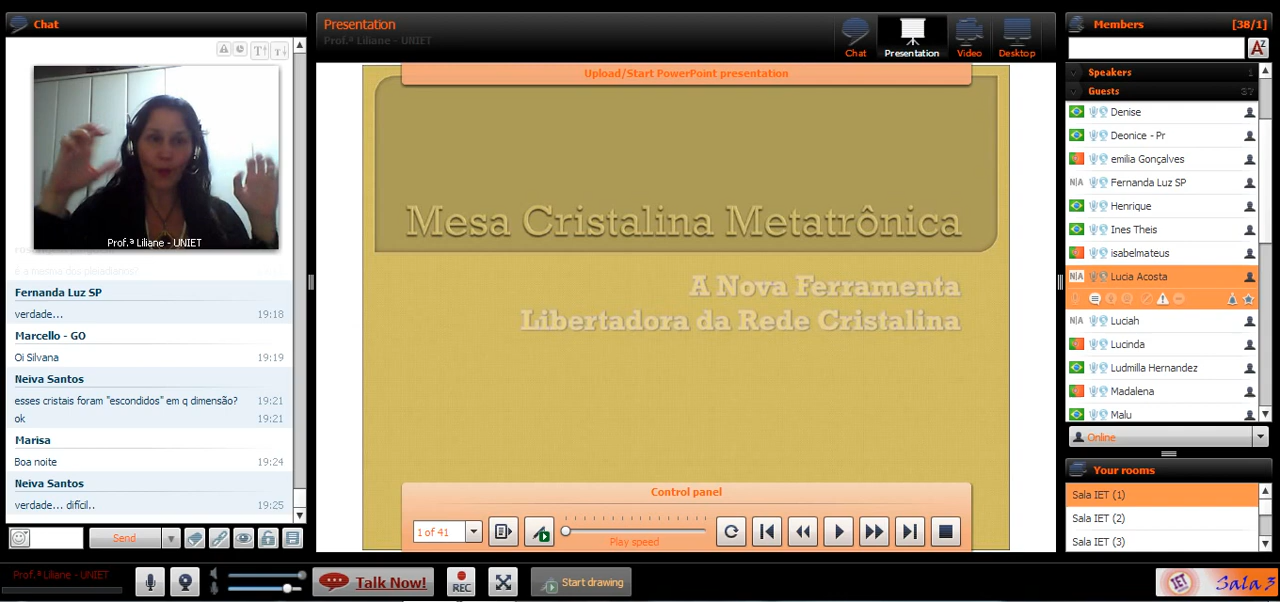 Chat
Prof.ª Liliane - UNIET
e a mesma dos pleiadianos?
Fernanda Luz SP
verdade... 19:18
Marcello - GO
Oi Silvana 19:19
Neiva Santos
esses cristais foram "escondidos" em q dimensão? 19:21
ok 19:21
Marisa
Boa noite 19:24
Neiva Santos
verdade... difícil.. 19:25
Send
Presentation
Prof.ª Liliane - UNIET
Chat
Presentation
Video
Desktop
Upload/Start PowerPoint presentation
Mesa Cristalina Metatrônica
A Nova Ferramenta
Libertadora da Rede Cristalina
Control panel
1 of 41
Play speed
Members [38/1]
Speakers 1
Guests 37
Denise
Deonice - Pr
emilia Gonçalves
N|A Fernanda Luz SP
Henrique
Ines Theis
isabelmateus
N|A Lucia Acosta
N|A Luciah
Lucinda
Ludmilla Hernandez
Madalena
Malu
Online
Your rooms
Sala IET (1)
Sala IET (2)
Sala IET (3)
Prof.ª Liliane - UNIET
Talk Now!
REC
Start drawing
IET
Sala 3